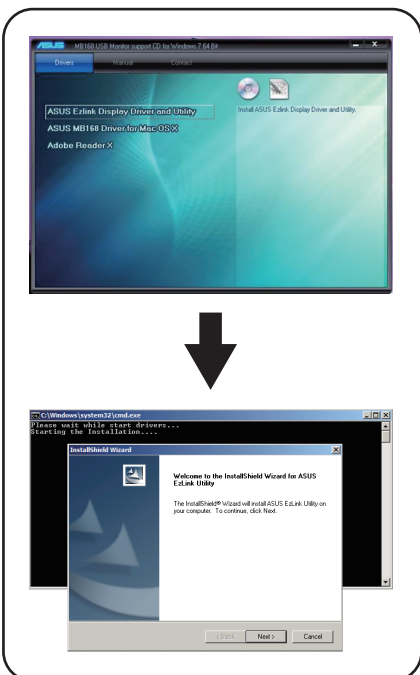 ASUS MB168 USB Monitor support CD for Windows 7 64 Bit
Drivers Manual Contact
ASUS Ezlink Display Driver and Utility
ASUS MB168 Driver for Mac OS X
Adobe Reader X
Install ASUS Ezlink Display Driver and Utility.
C:\Windows\system32\cmd.exe
Please wait while start drivers...
Starting the Installation....
InstallShield Wizard
Welcome to the InstallShield Wizard for ASUS
EzLink Utility
The InstallShield® Wizard will install ASUS EzLink Utility on
your computer. To continue, click Next.
< Back Next > Cancel